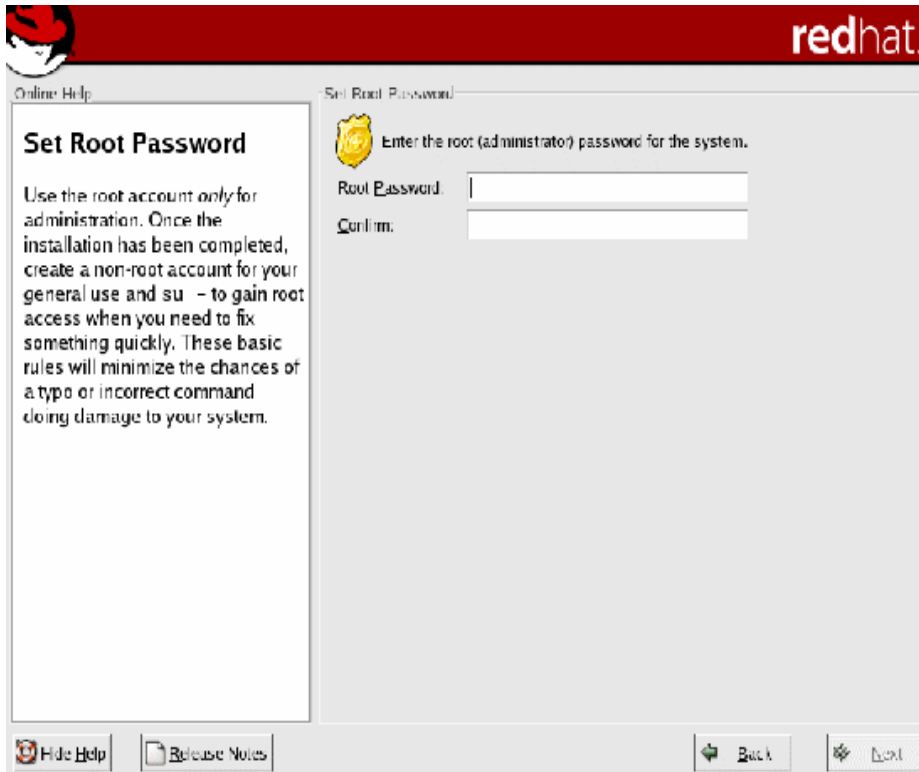 redhat.
Online Help
Set Root Password
Use the root account only for
administration. Once the
installation has been completed,
create a non-root account for your
general use and su - to gain root
access when you need to fix
something quickly. These basic
rules will minimize the chances of
a typo or incorrect command
doing damage to your system.
Set Root Password
Enter the root (administrator) password for the system.
Root Password:
Confirm:
Hide Help
Release Notes
Back
Next